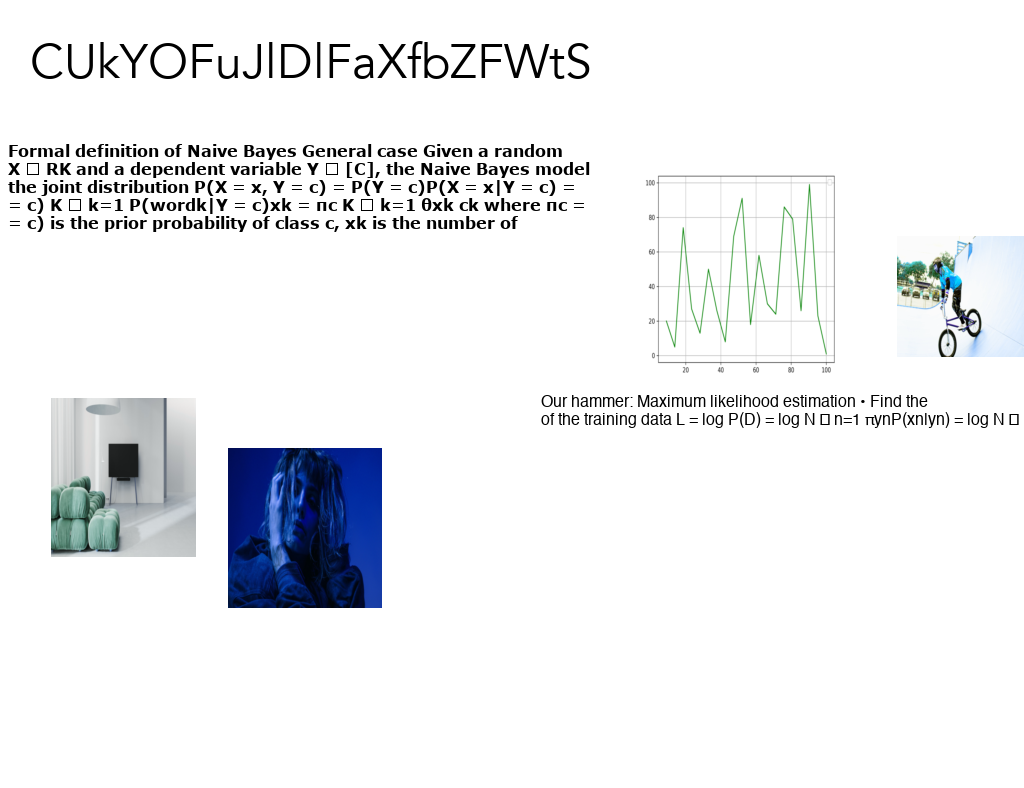 CUkYOFuJlDlFaXfbZFWtS
Formal definition of Naive Bayes General case Given a random
X □ RK and a dependent variable Y □ [C], the Naive Bayes model
the joint distribution P(X = x, Y = c) = P(Y = c)P(X = x|Y = c) =
= c) K □ k=1 P(wordk|Y = c)xk = πc K □ k=1 θxk ck where πc =
= c) is the prior probability of class c, xk is the number of
100
80
60
40
20
0
20 40 60 80 100
Our hammer: Maximum likelihood estimation • Find the
of the training data L = log P(D) = log N □ n=1 πynP(xn|yn) = log N □